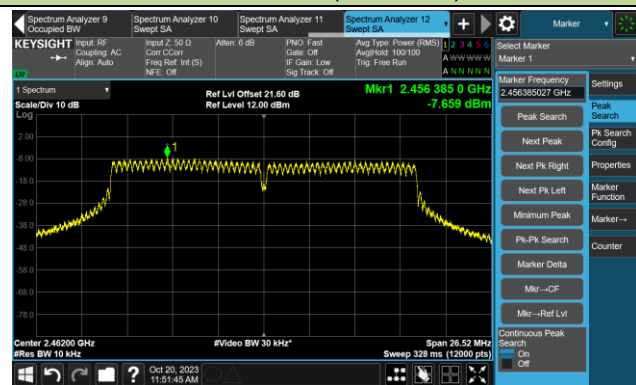 Spectrum Analyzer 9
Occupied BW
Spectrum Analyzer 10
Swept SA
Spectrum Analyzer 11
Swept SA
Spectrum Analyzer 12
Swept SA
Marker
KEYSIGHT
Input: RF
Coupling: AC
Align: Auto
Input Z: 50 Ω
Corr CCorr
Freq Ref: Int (S)
NFE: Off
Atten: 6 dB
PNO: Fast
Gate: Off
IF Gain: Low
Sig Track: Off
Avg Type: Power (RMS)
Avg|Hold: 100/100
Trig: Free Run
1 2 3 4 5 6
A W W W W W
A N N N N N
Select Marker
Marker 1
1 Spectrum
Scale/Div 10 dB
Log
Ref Lvl Offset 21.60 dB
Ref Level 12.00 dBm
Mkr1 2.456 385 0 GHz
-7.659 dBm
2.00
-8.00
-18.0
-28.0
-38.0
-48.0
-58.0
-68.0
-78.0
1
Center 2.46200 GHz
#Res BW 10 kHz
#Video BW 30 kHz*
Span 26.52 MHz
Sweep 328 ms (12000 pts)
Marker Frequency
2.456385027 GHz
Peak Search
Next Peak
Next Pk Right
Next Pk Left
Minimum Peak
Pk-Pk Search
Marker Delta
Mkr→CF
Mkr→Ref Lvl
Continuous Peak
Search
On
Off
Settings
Peak
Search
Pk Search
Config
Properties
Marker
Function
Marker→
Counter
Oct 20, 2023
11:51:45 AM